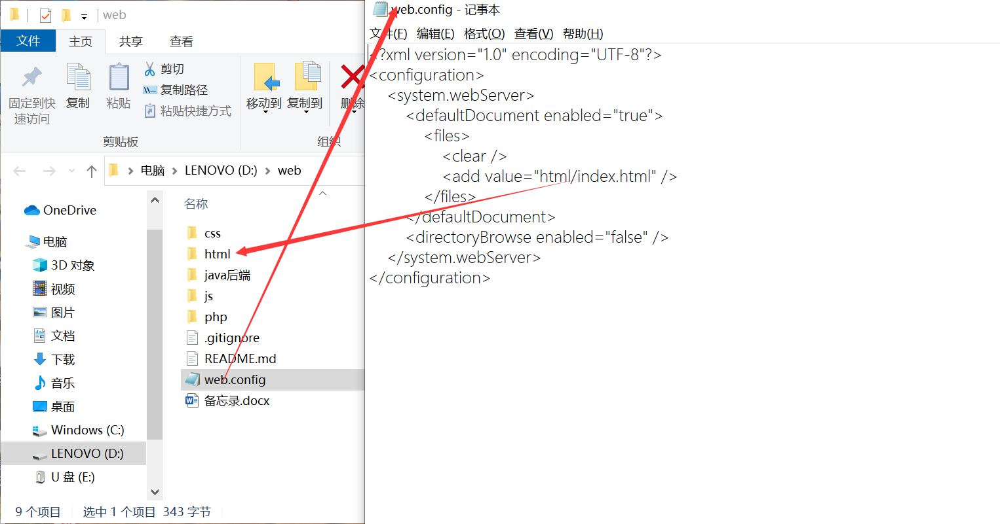 web
文件 主页 共享 查看
固定到快
速访问
复制
粘贴
剪切
复制路径
粘贴快捷方式
剪贴板
移动到 复制到 删除
组织
电脑 LENOVO (D:) web
OneDrive
电脑
3D 对象
视频
图片
文档
下载
音乐
桌面
Windows (C:)
LENOVO (D:)
U 盘 (E:)
名称
css
html
java后端
js
php
.gitignore
README.md
web.config
备忘录.docx
9 个项目 选中 1 个项目 343 字节
web.config - 记事本
文件(F) 编辑(E) 格式(O) 查看(V) 帮助(H)
<?xml version="1.0" encoding="UTF-8"?>
<configuration>
<system.webServer>
<defaultDocument enabled="true">
<files>
<clear />
<add value="html/index.html" />
</files>
</defaultDocument>
<directoryBrowse enabled="false" />
</system.webServer>
</configuration>